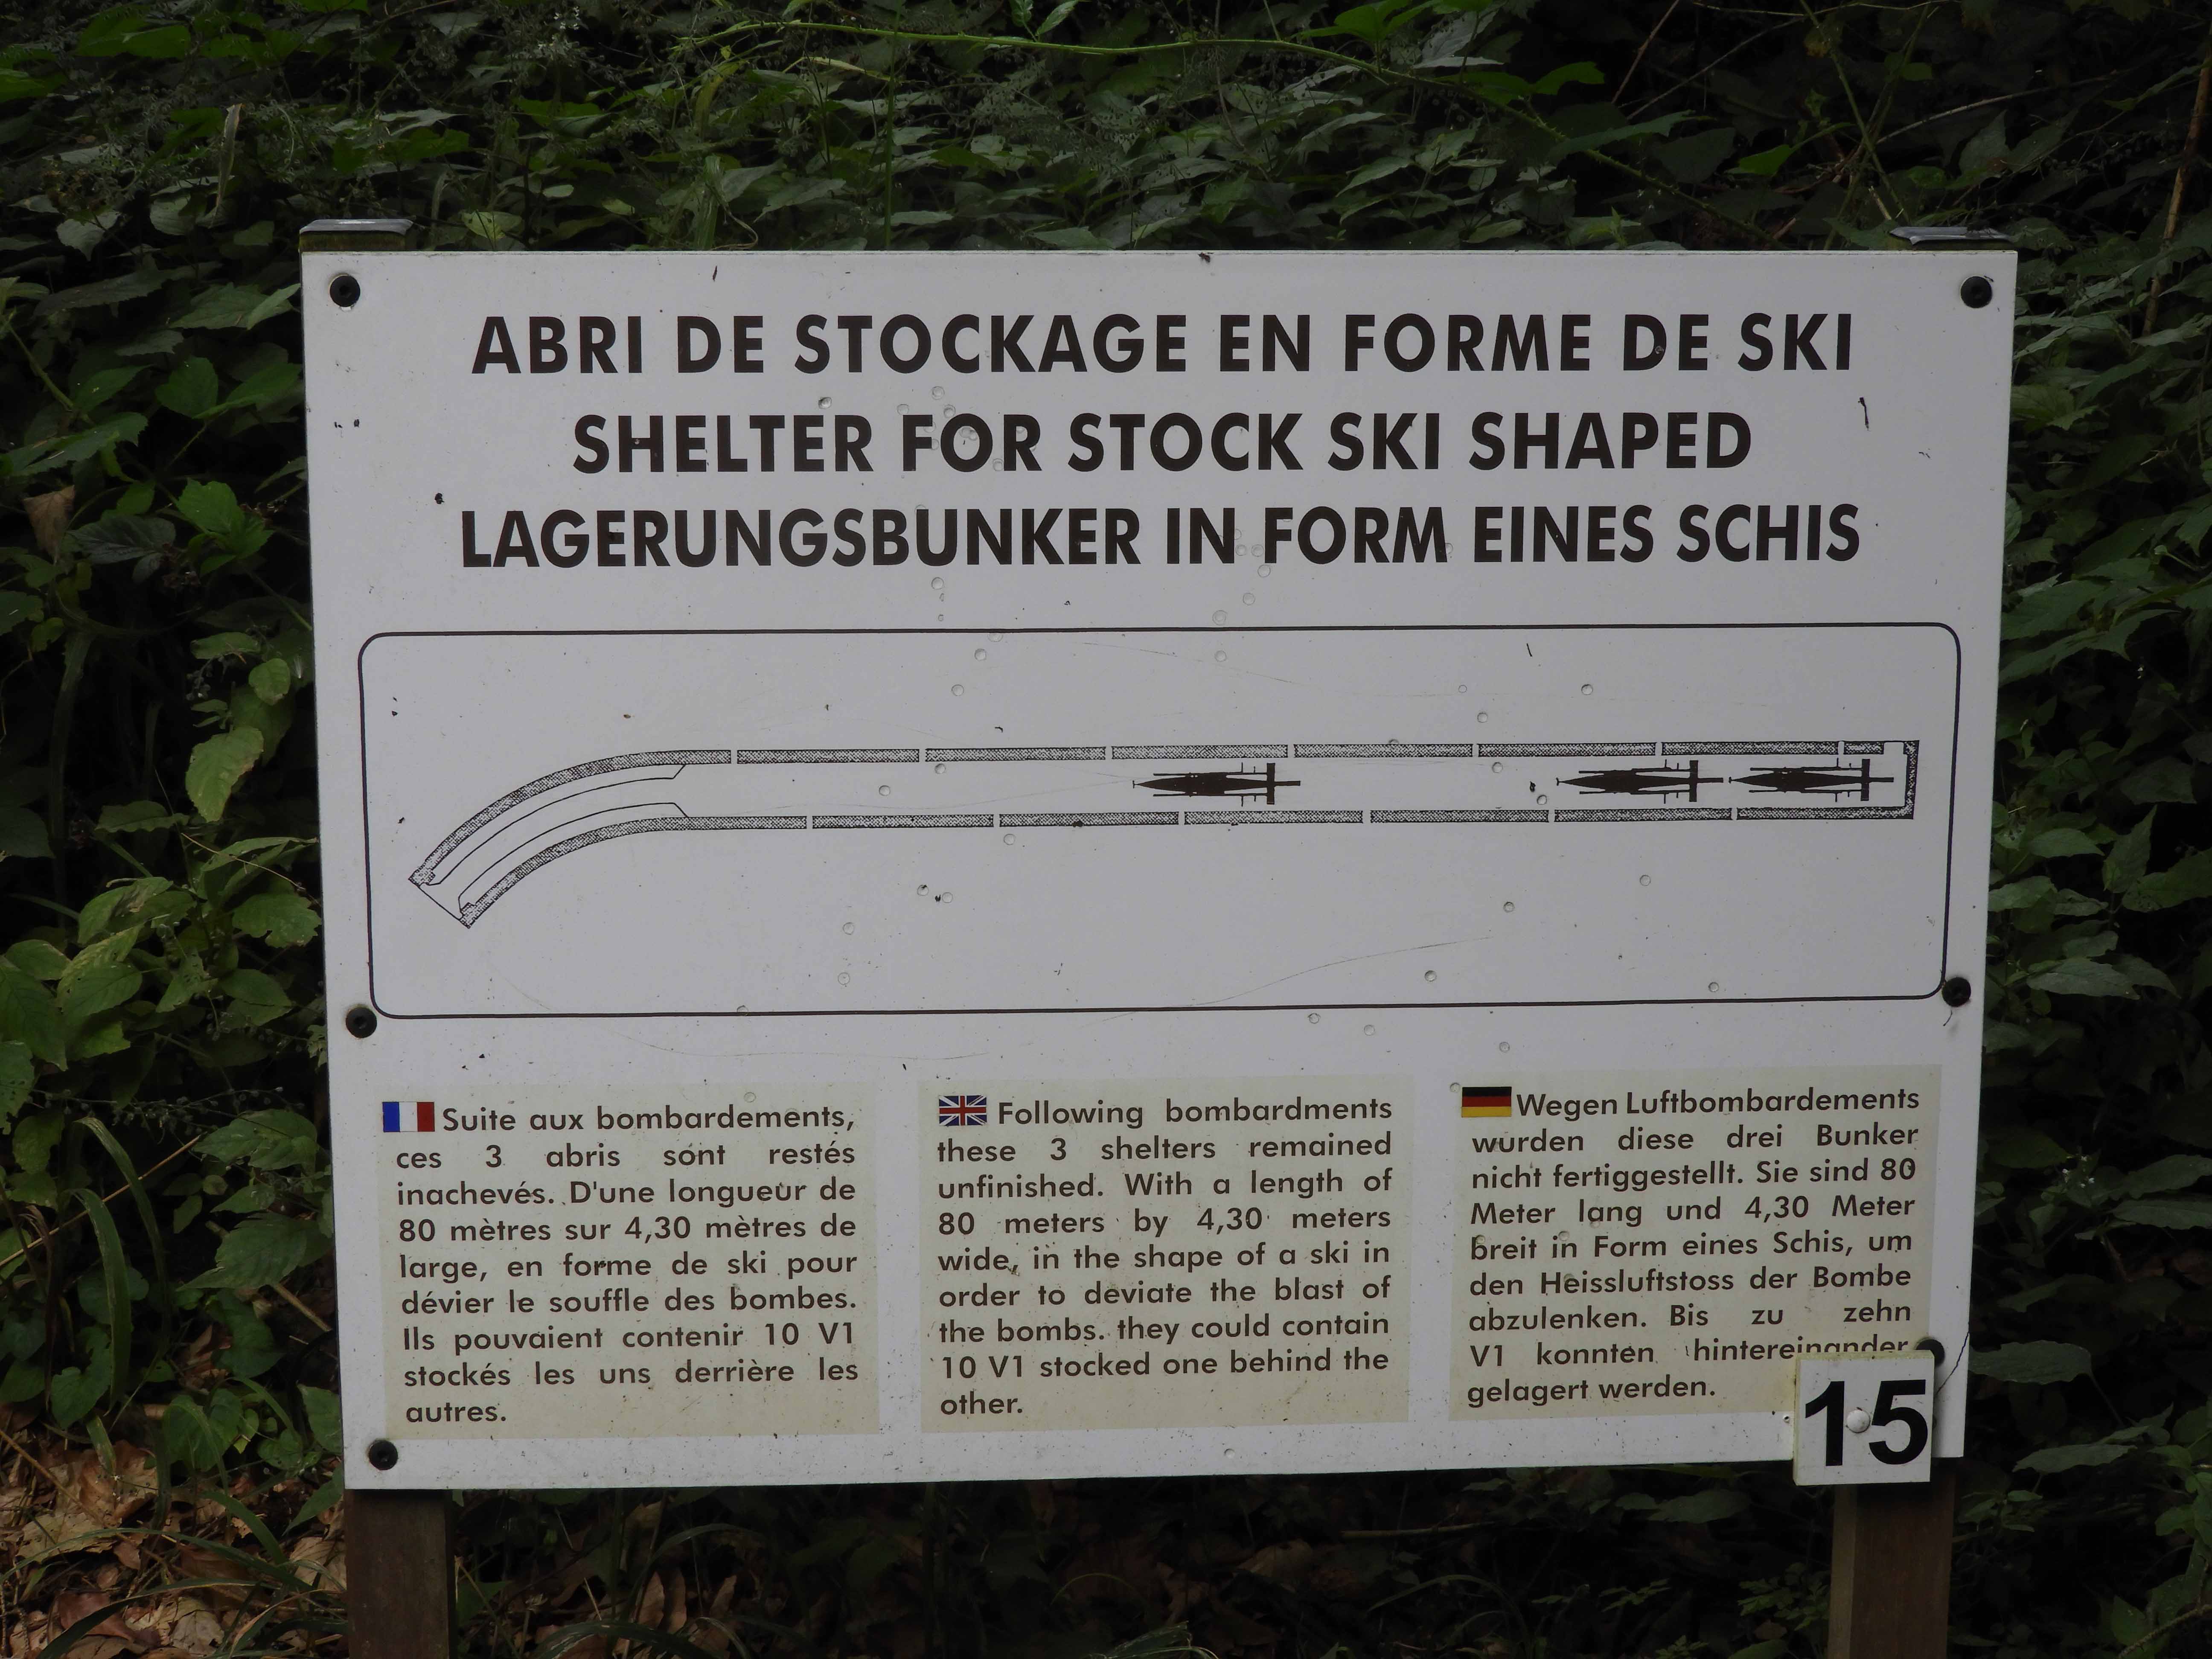 ABRI DE STOCKAGE EN FORME DE SKI
SHELTER FOR STOCK SKI SHAPED
LAGERUNGSBUNKER IN FORM EINES SCHIS
Suite aux bombardements,
ces 3 abris sont restés
inachevés. D'une longueur de
80 mètres sur 4,30 mètres de
large, en forme de ski pour
dévier le souffle des bombes.
Ils pouvaient contenir 10 V1
stockés les uns derrière les
autres.
Following bombardments
these 3 shelters remained
unfinished. With a length of
80 meters by 4,30 meters
wide, in the shape of a ski in
order to deviate the blast of
the bombs. they could contain
10 V1 stocked one behind the
other.
Wegen Luftbombardements
wurden diese drei Bunker
nicht fertiggestellt. Sie sind 80
Meter lang und 4,30 Meter
breit in Form eines Schis, um
den Heissluftstoss der Bombe
abzulenken. Bis zu zehn
V1 konnten hintereinander
gelagert werden.
15